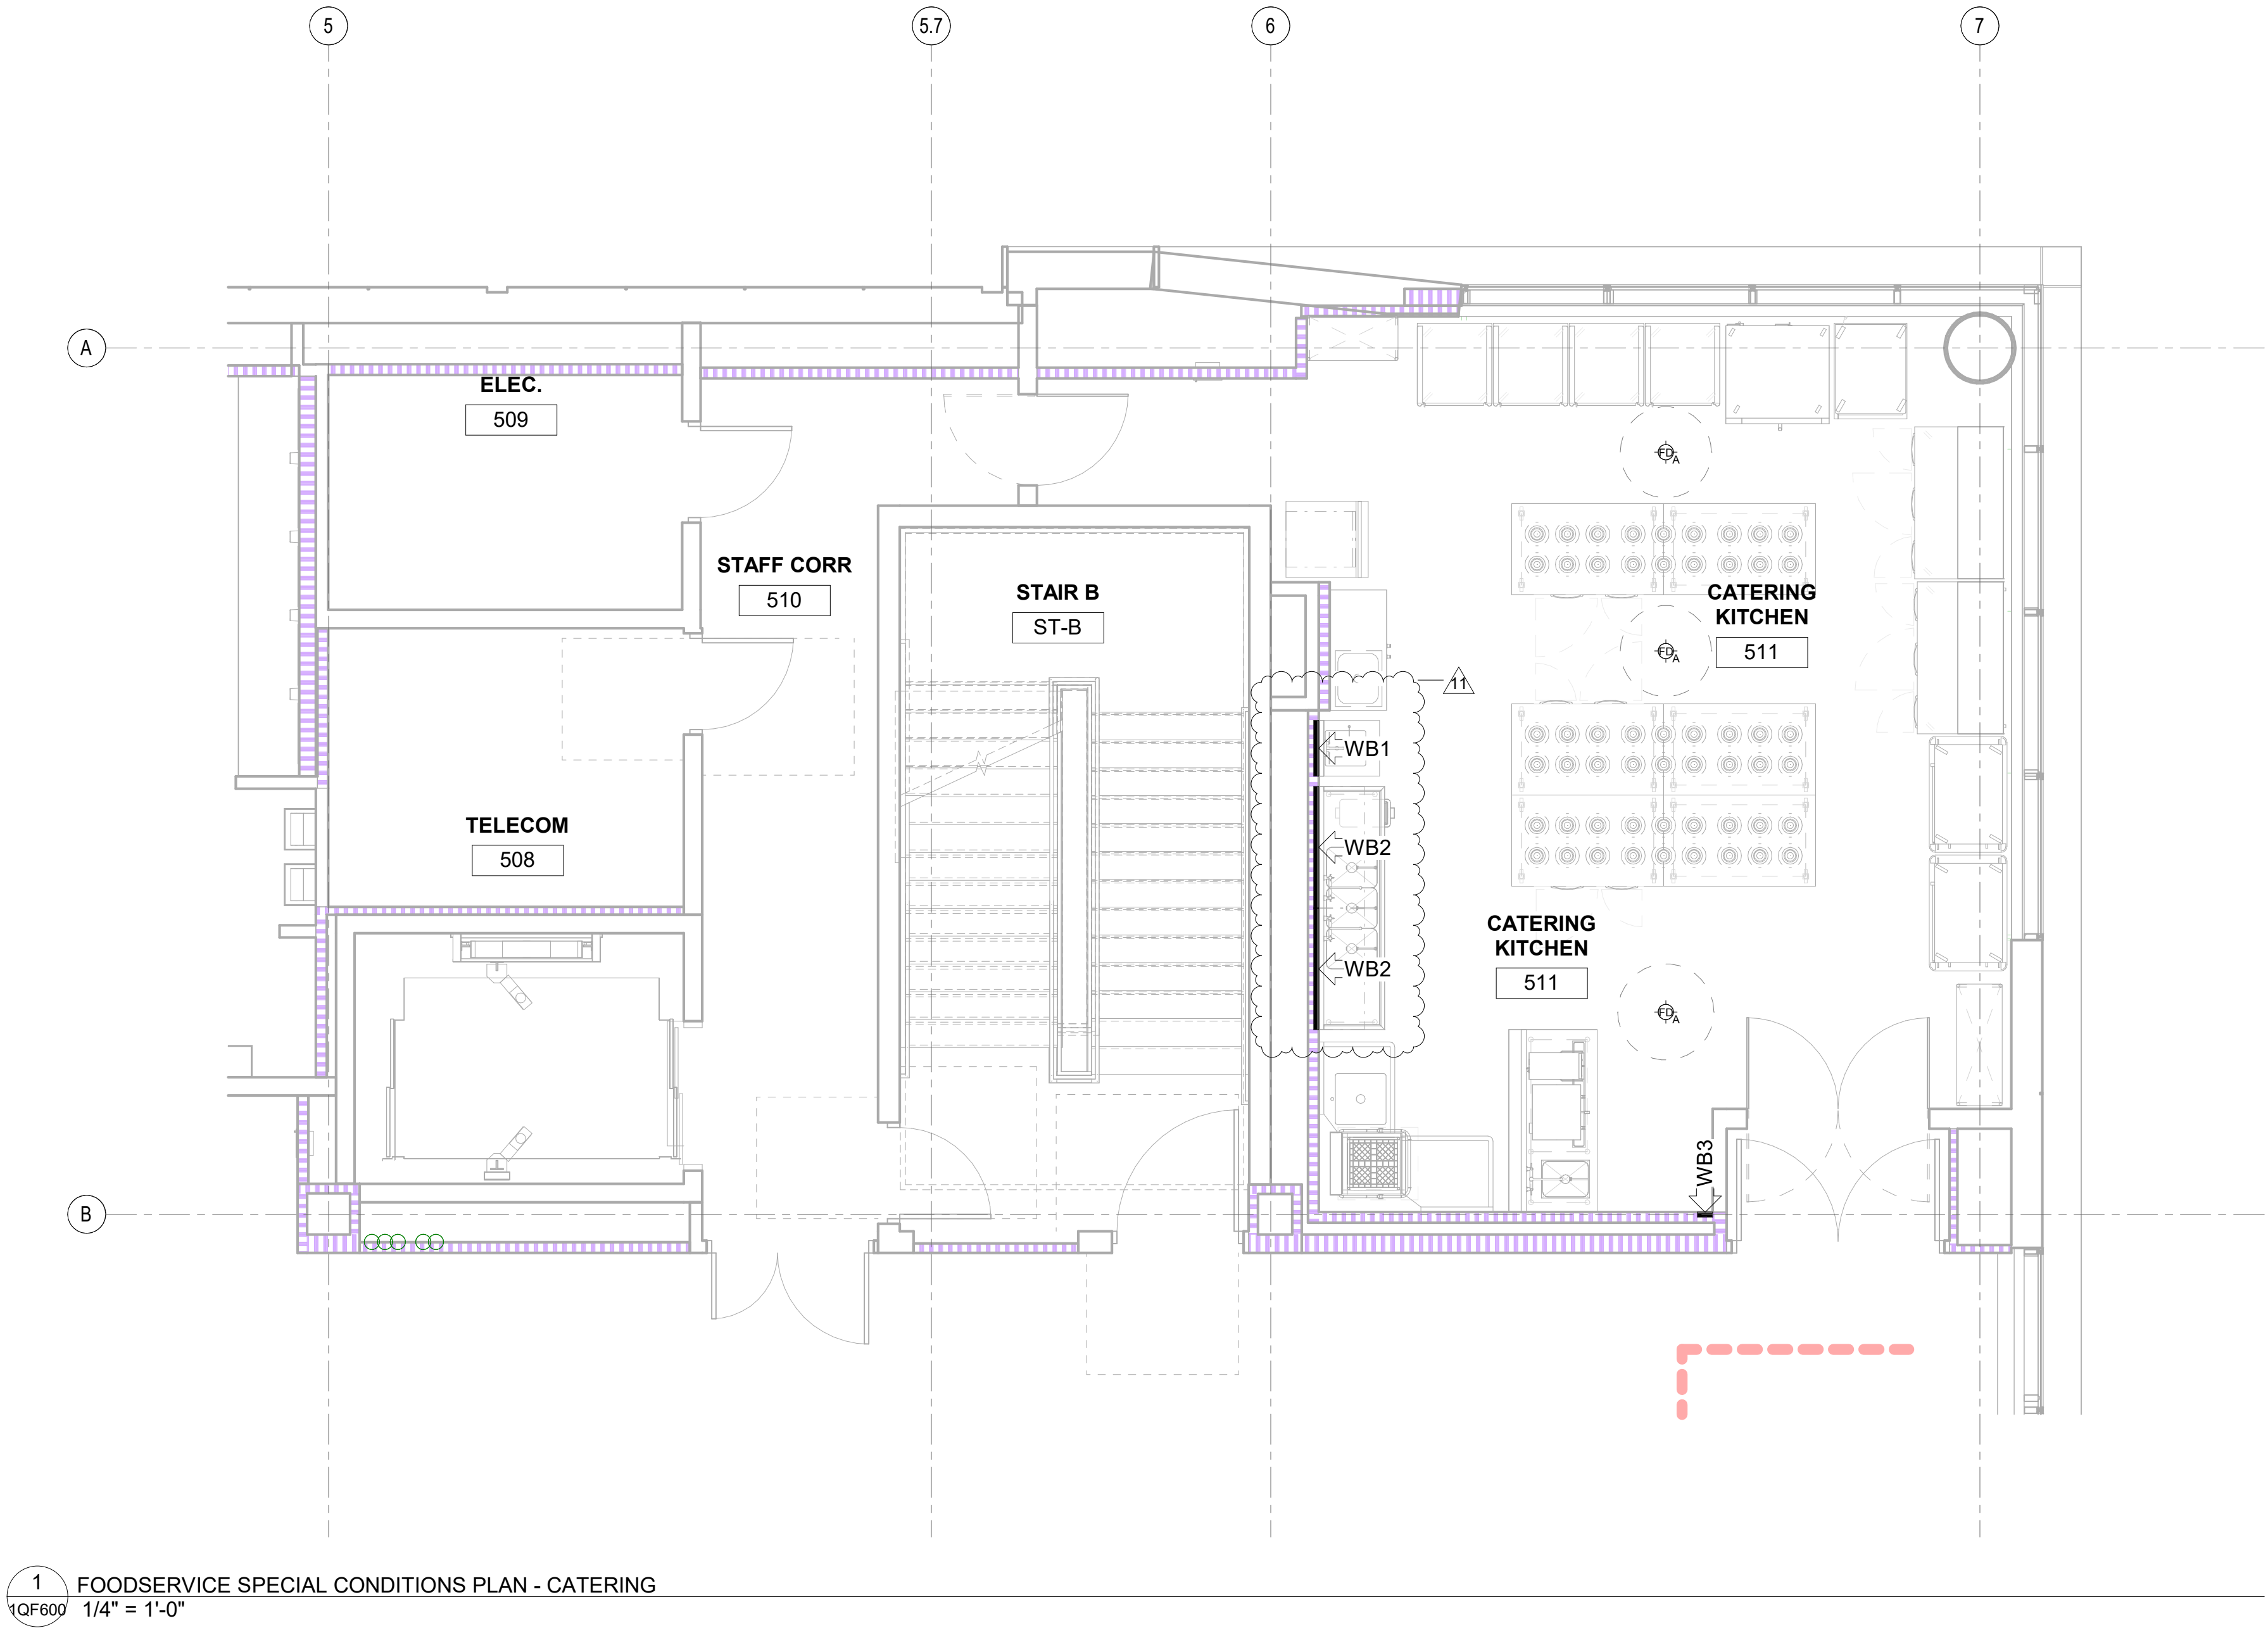 5
5.7
6
7
A
ELEC.
509
FD
A
STAFF CORR
510
STAIR B
ST-B
CATERING
KITCHEN
511
FD
A
11
WB1
TELECOM
508
WB2
CATERING
KITCHEN
511
WB2
FD
A
WB3
B
1
1QF600
FOODSERVICE SPECIAL CONDITIONS PLAN - CATERING
1/4" = 1'-0"